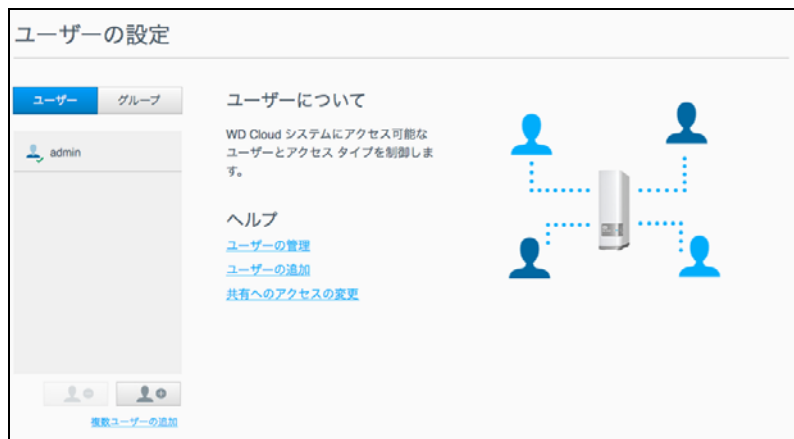 ユーザーの設定
ユーザー
グループ
admin
ユーザーについて
WD Cloud システムにアクセス可能な
ユーザーとアクセス タイプを制御しま
す。
ヘルプ
ユーザーの管理
ユーザーの追加
共有へのアクセスの変更
複数ユーザーの追加